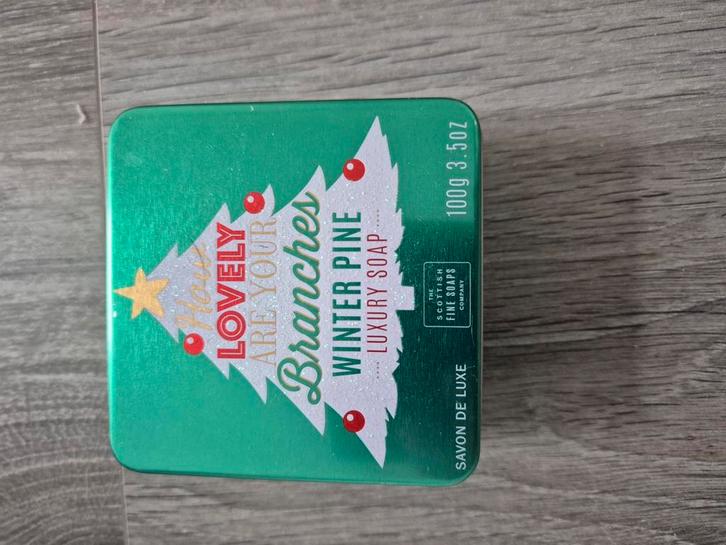 How
LOVELY
ARE YOUR
Branches
WINTER PINE
.... LUXURY SOAP ....
THE
SCOTTISH
FINE SOAPS
COMPANY
SAVON DE LUXE
100g 3.5OZ